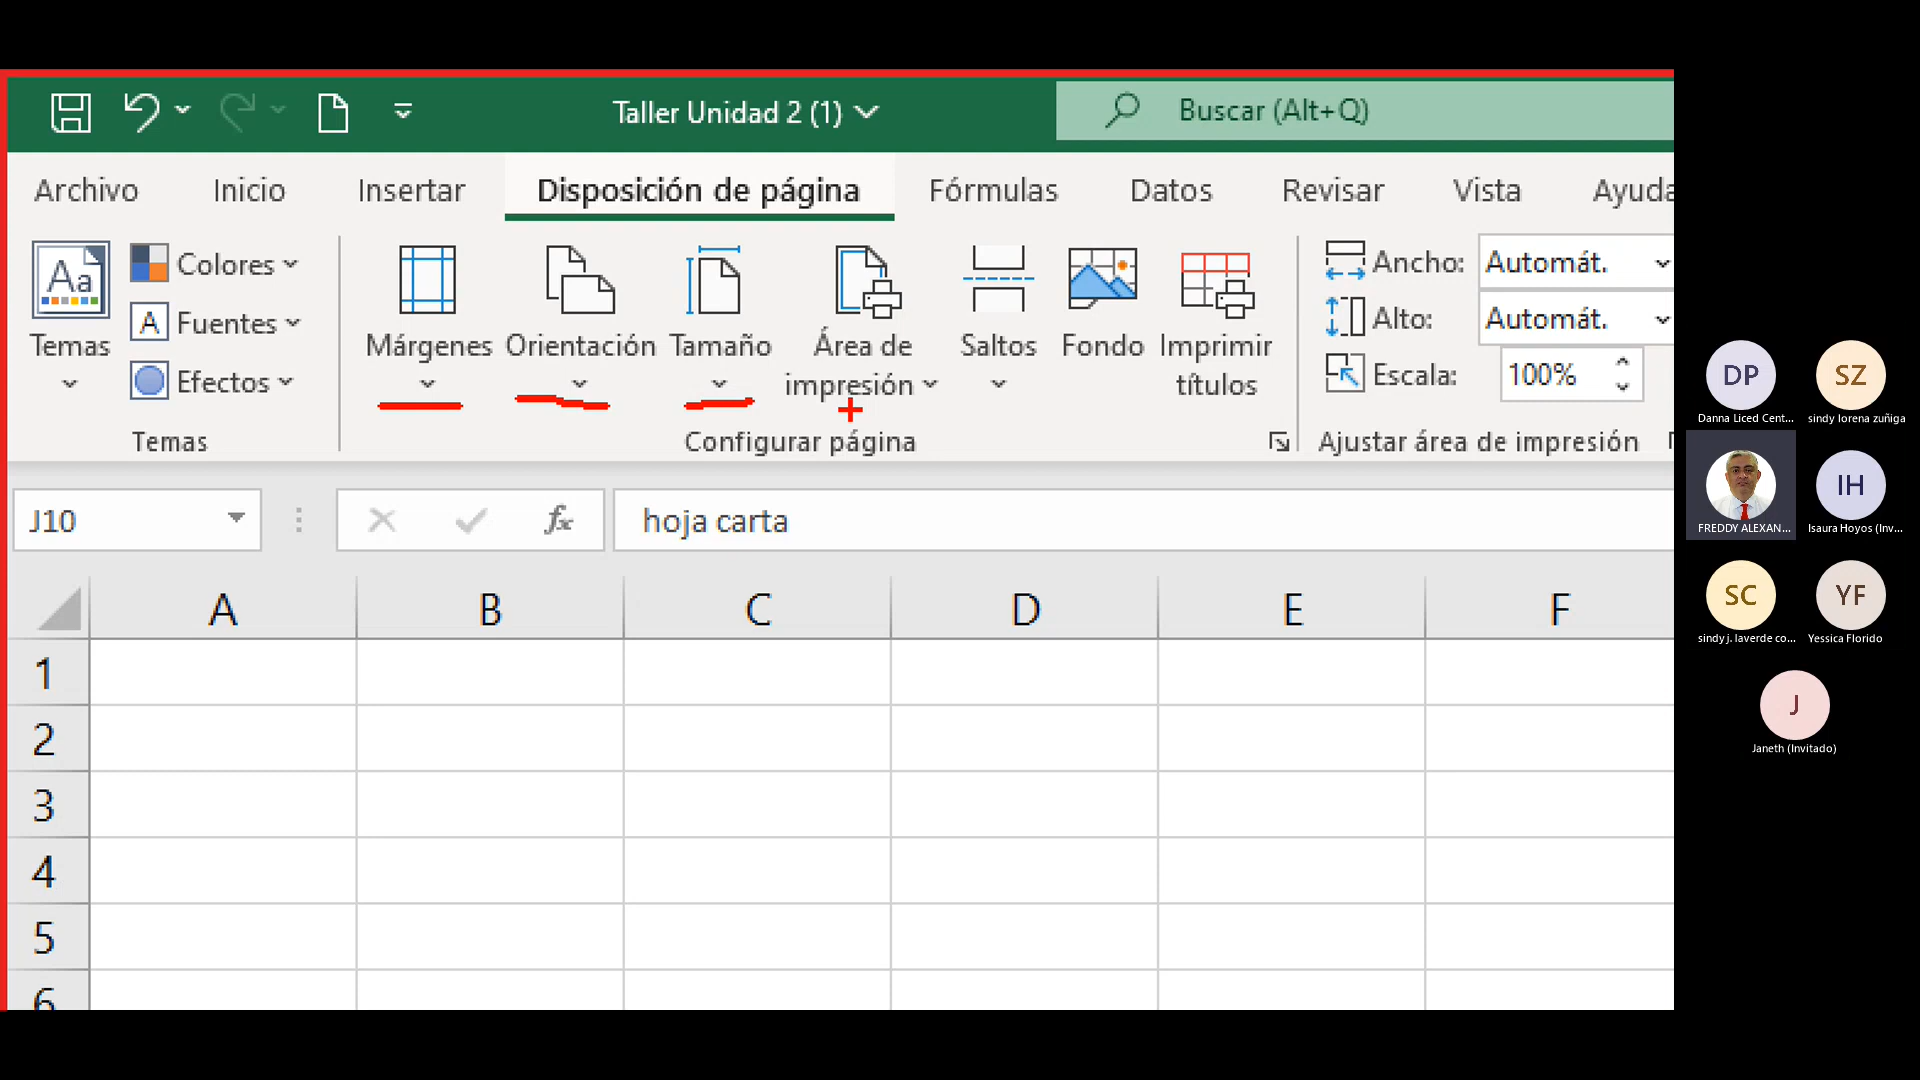 Taller Unidad 2 (1)
Buscar (Alt+Q)
Archivo Inicio Insertar Disposición de página Fórmulas Datos Revisar Vista Ayuda
Aa
Temas
Colores
A Fuentes
Efectos
Temas
Márgenes
Orientación
Tamaño
Área de
impresión
Saltos
Fondo
Imprimir
títulos
Configurar página
Ancho: Automát.
Alto: Automát.
Escala: 100%
Ajustar área de impresión
J10
fx
hoja carta
A B C D E F
1
2
3
4
5
6
DP
Danna Liced Cent...
SZ
sindy lorena zuñiga
FREDDY ALEXAN...
IH
Isaura Hoyos (Inv...
SC
sindy j. laverde co...
YF
Yessica Florido
J
Janeth (Invitado)